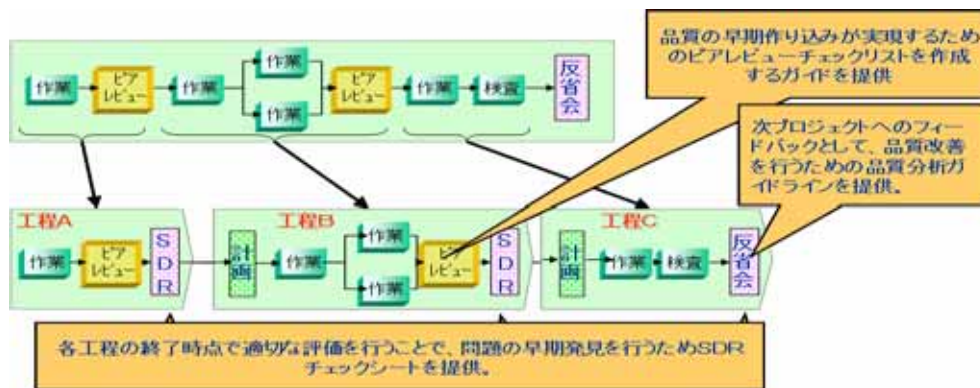 品質の早期作り込みが実現するため
のピアレビューチェックリストを作成
するガイドを提供
作業
ピア
レビュー
作業
作業
作業
ピア
レビュー
作業
検査
反省会
次プロジェクトへのフィー
ドバックとして、品質改善
を行うための品質分析ガ
イドラインを提供。
工程A
作業
ピア
レビュー
SDR
工程B
計画
作業
作業
作業
ピア
レビュー
SDR
工程C
計画
作業
検査
反省会
各工程の終了時点で適切な評価を行うことで、問題の早期発見を行うためSDR
チェックシートを提供。